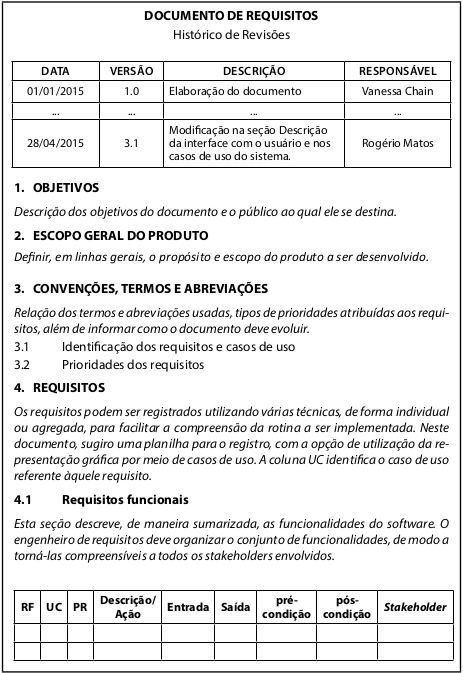 DOCUMENTO DE REQUISITOS
Histórico de Revisões
DATA VERSÃO DESCRIÇÃO RESPONSÁVEL
01/01/2015 1.0 Elaboração do documento Vanessa Chain
... ... ... ...
28/04/2015 3.1 Modificação na seção Descrição
da interface com o usuário e nos
casos de uso do sistema. Rogério Matos
1. OBJETIVOS
Descrição dos objetivos do documento e o público ao qual ele se destina.
2. ESCOPO GERAL DO PRODUTO
Definir, em linhas gerais, o propósito e escopo do produto a ser desenvolvido.
3. CONVENÇÕES, TERMOS E ABREVIAÇÕES
Relação dos termos e abreviações usadas, tipos de prioridades atribuídas aos requi-
sitos, além de informar como o documento deve evoluir.
3.1 Identificação dos requisitos e casos de uso
3.2 Prioridades dos requisitos
4. REQUISITOS
Os requisitos podem ser registrados utilizando várias técnicas, de forma individual
ou agregada, para facilitar a compreensão da rotina a ser implementada. Neste
documento, sugiro uma planilha para o registro, com a opção de utilização da re-
presentação gráfica por meio de casos de uso. A coluna UC identifica o caso de uso
referente àquele requisito.
4.1 Requisitos funcionais
Esta seção descreve, de maneira sumarizada, as funcionalidades do software. O
engenheiro de requisitos deve organizar o conjunto de funcionalidades, de modo a
torná-las compreensíveis a todos os stakeholders envolvidos.
RF UC PR Descrição/
Ação Entrada Saída pré-
condição pós-
condição Stakeholder